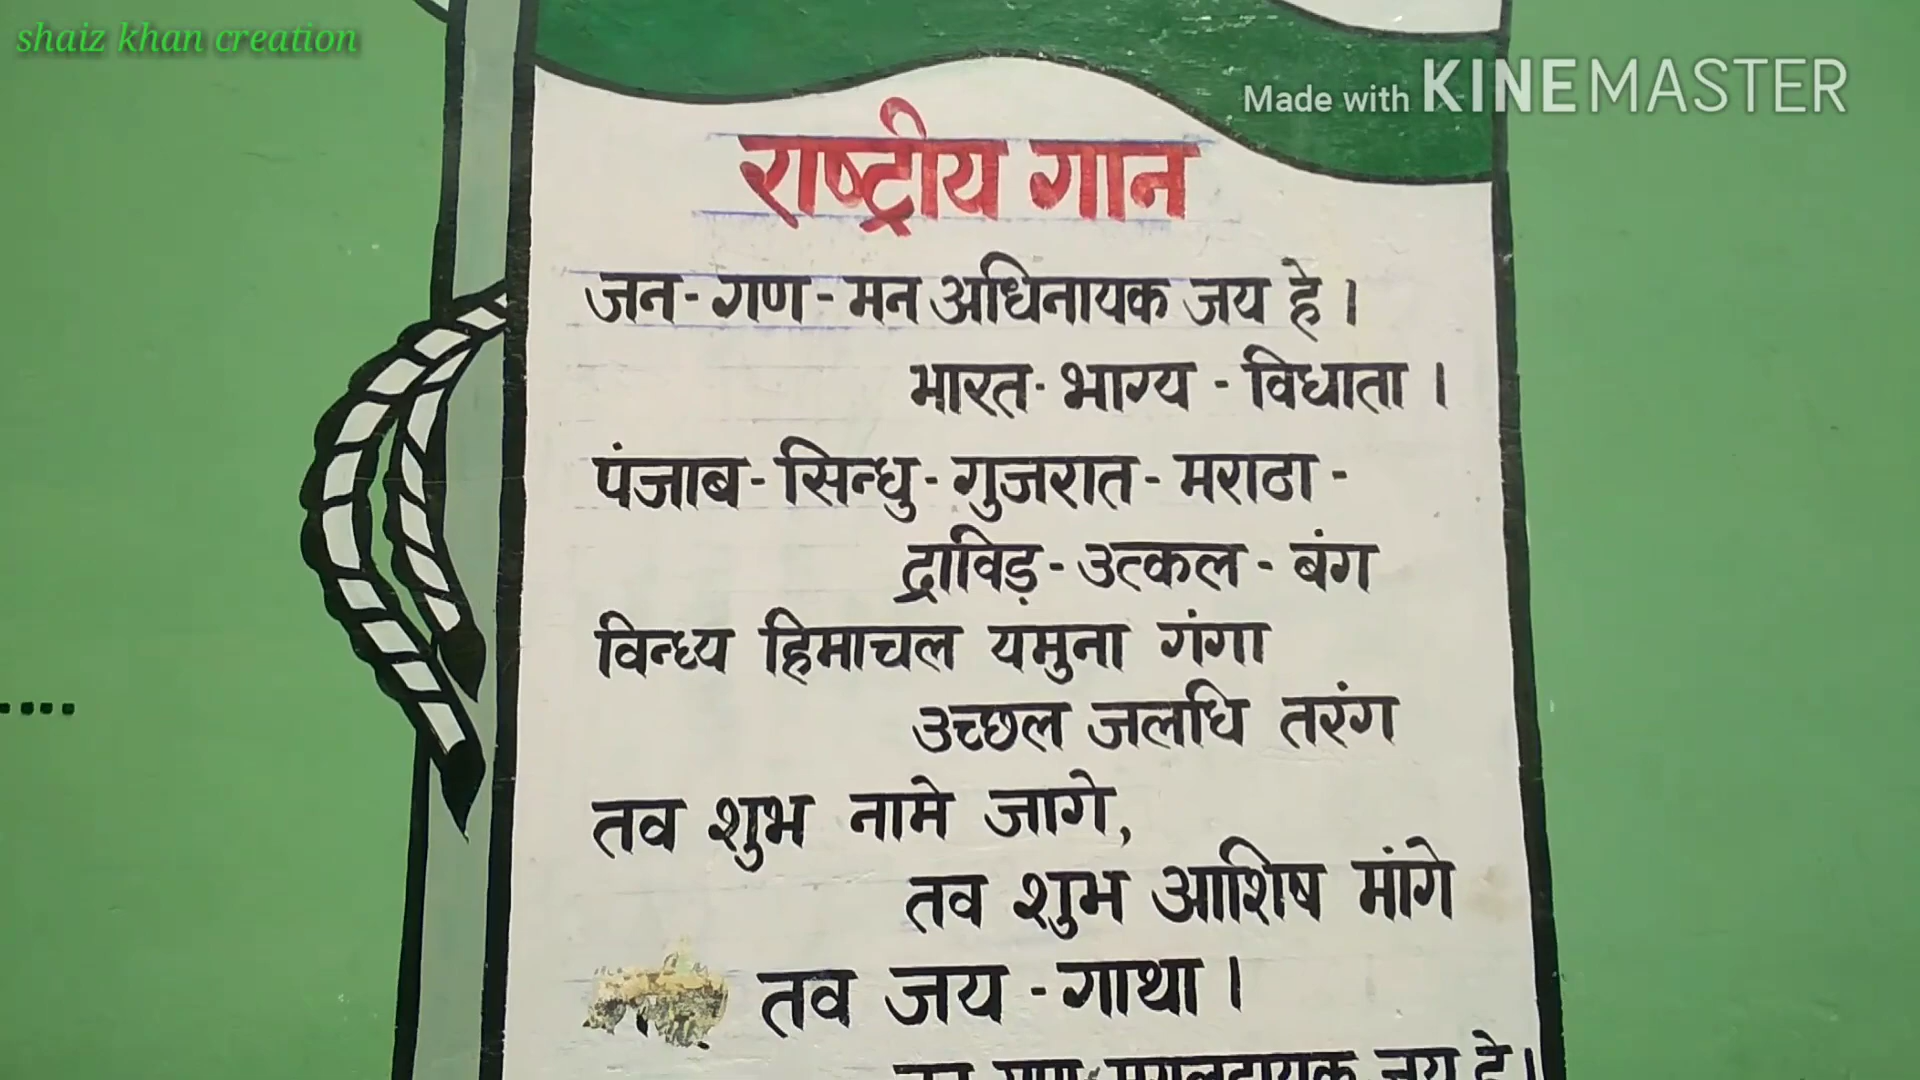 shaiz khan creation
Made with KINEMASTER
राष्ट्रीय गान
जन - गण - मन अधिनायक जय हे ।
भारत - भाग्य - विधाता ।
पंजाब - सिन्धु - गुजरात - मराठा -
द्राविड़ - उत्कल - बंग
विन्ध्य हिमाचल यमुना गंगा
उच्छल जलधि तरंग
तव शुभ नामे जागे,
तव शुभ आशिष मांगे
तव जय - गाथा ।
जय हे ।